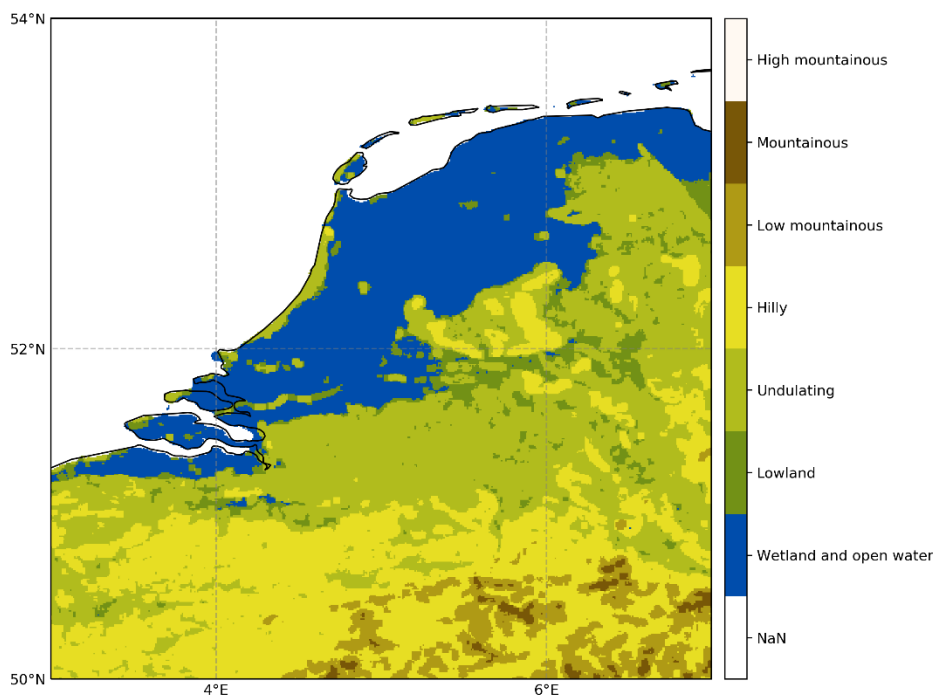 54°N
52°N
50°N
4°E
6°E
High mountainous
Mountainous
Low mountainous
Hilly
Undulating
Lowland
Wetland and open water
NaN